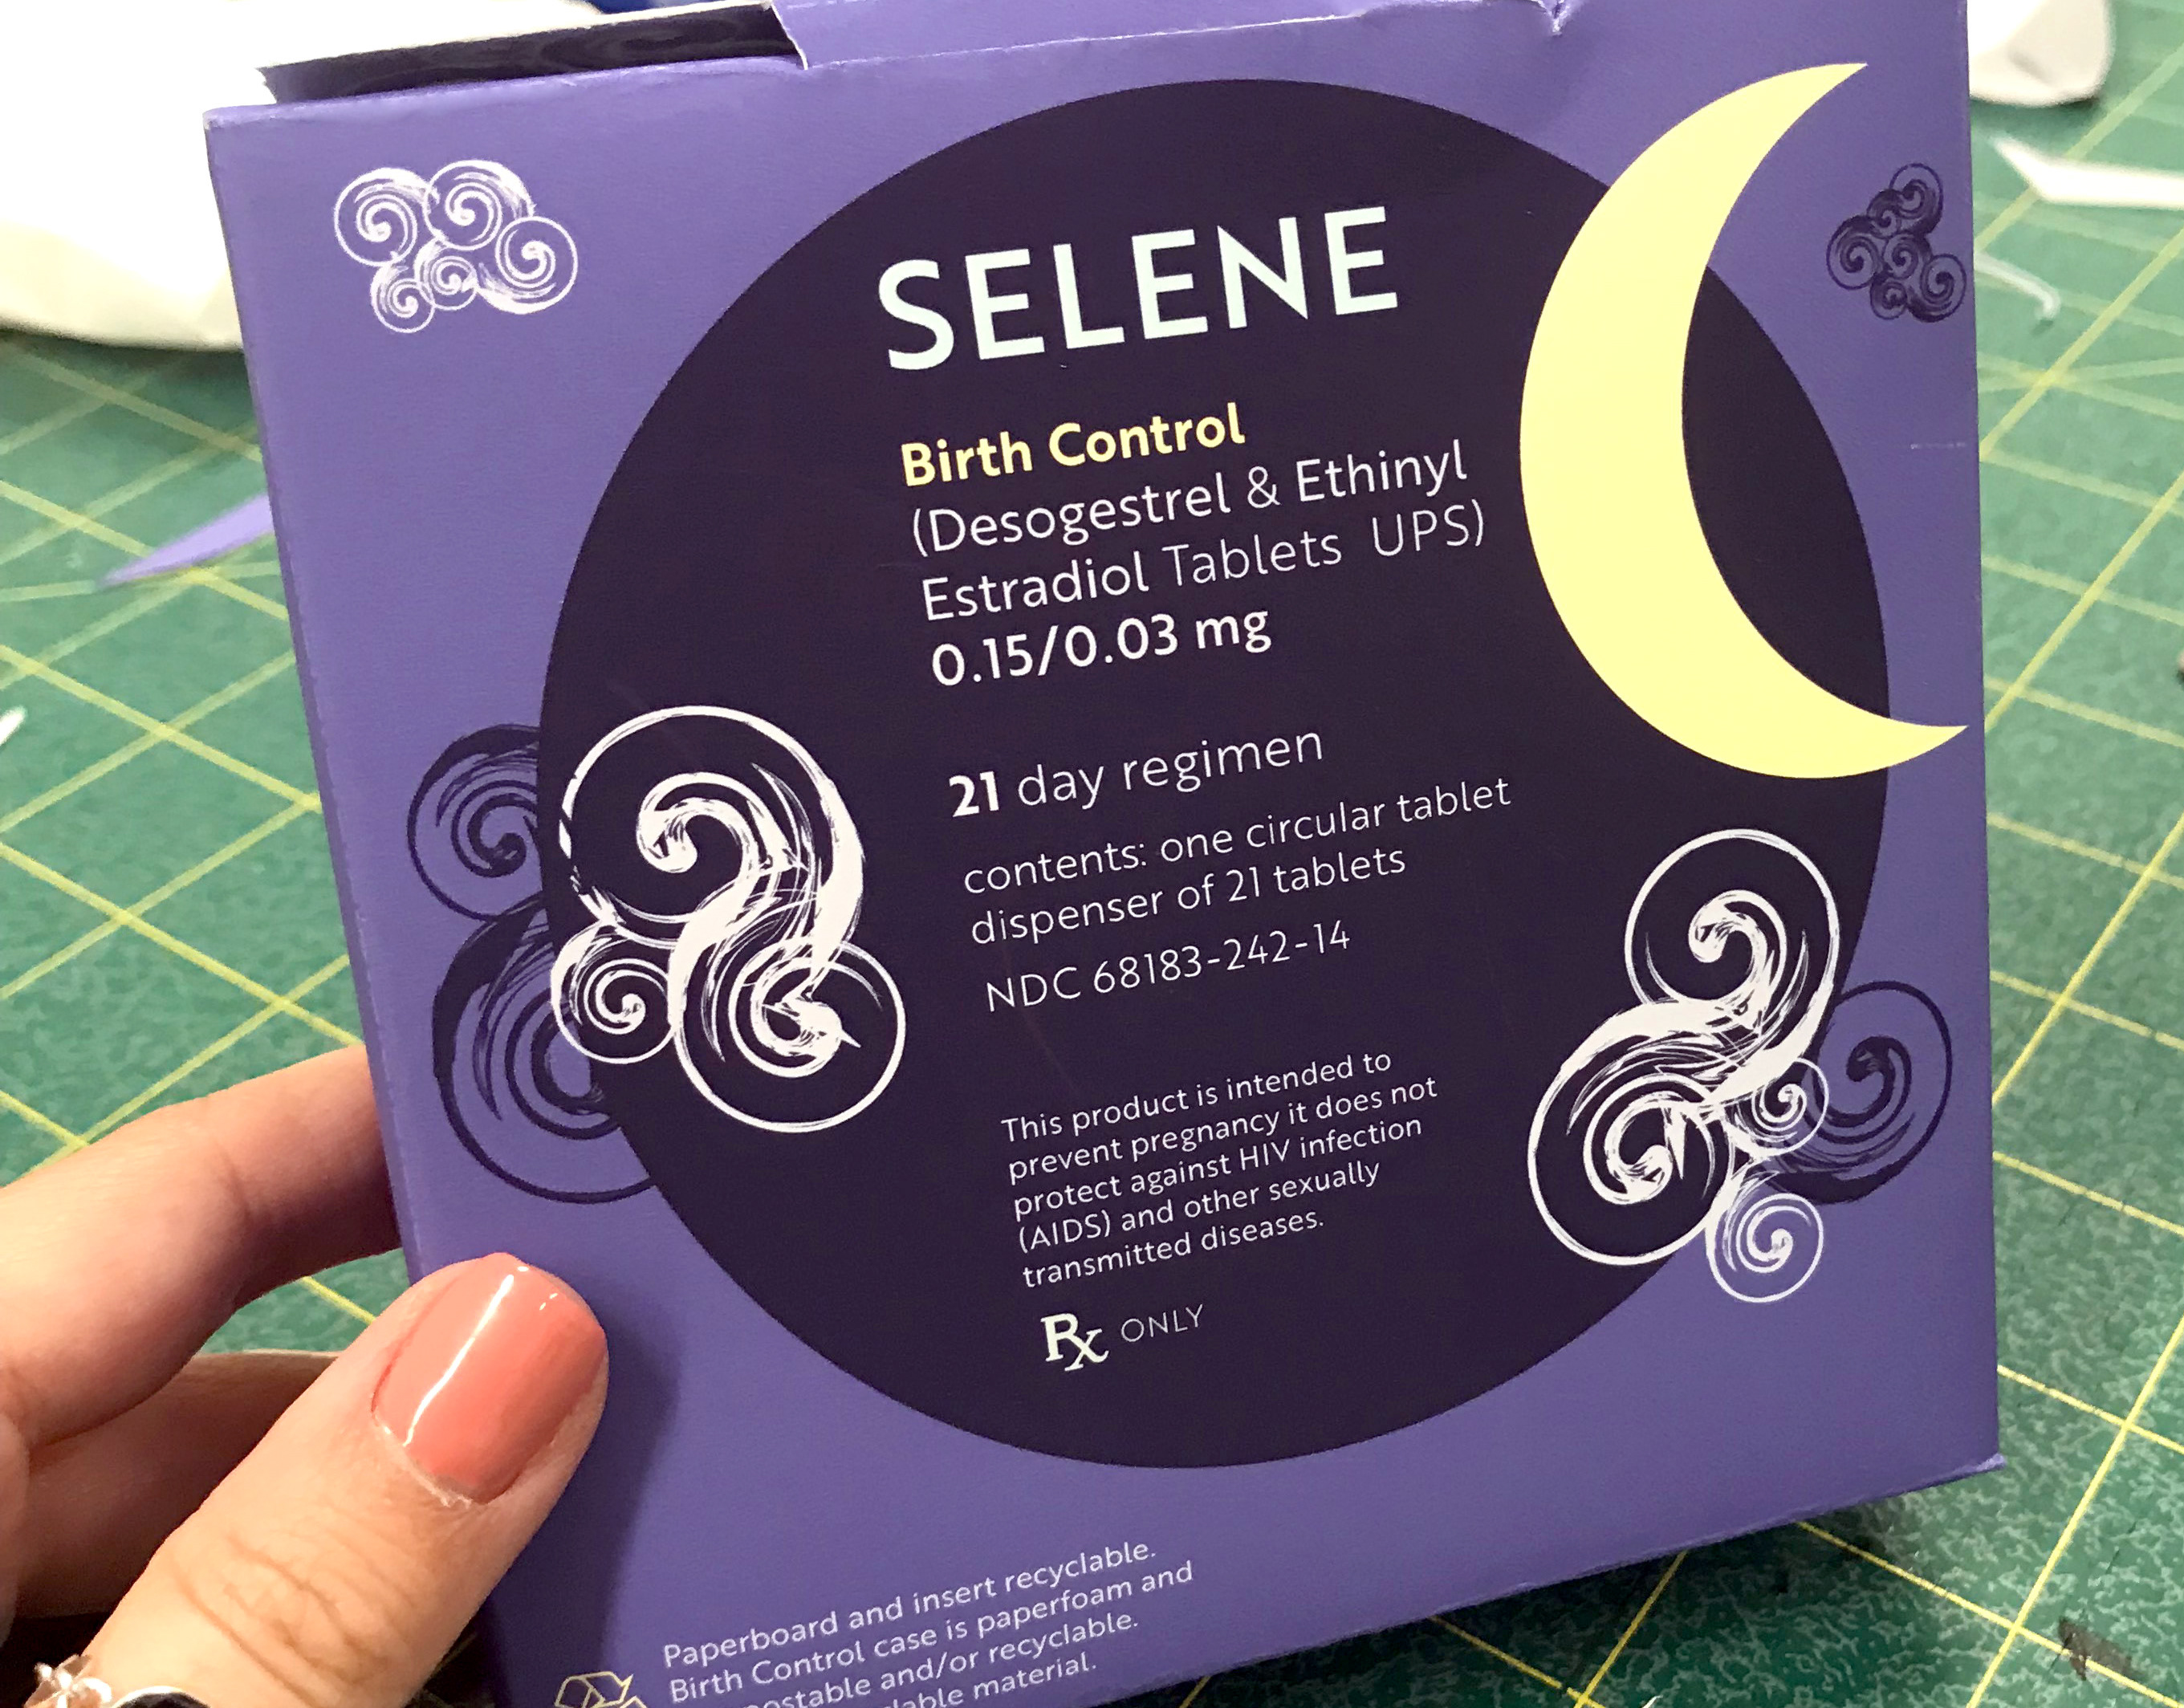 SELENE
Birth Control
(Desogestrel & Ethinyl
Estradiol Tablets UPS)
0.15/0.03 mg
21 day regimen
contents: one circular tablet
dispenser of 21 tablets
NDC 68183-242-14
This product is intended to
prevent pregnancy it does not
protect against HIV infection
(AIDS) and other sexually
transmitted diseases.
Rx ONLY
Paperboard and insert recyclable.
Birth Control case is paperfoam and
and/or recyclable.
material.